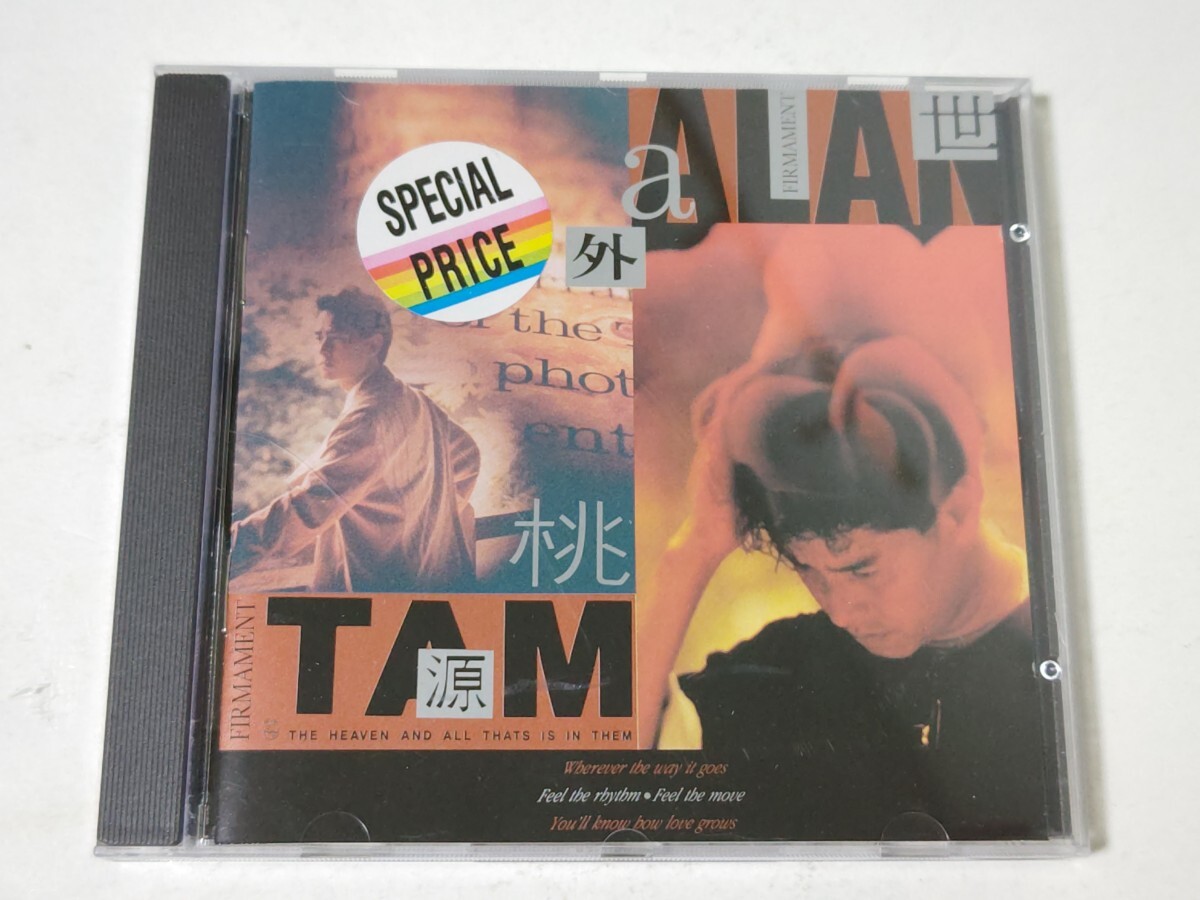 ALAN
世
FIRMAMENT
a
SPECIAL
PRICE
外
of the
phot
ent
桃
FIRMAMENT
TAM
源
THE HEAVEN AND ALL THATS IS IN THEM
Wherever the way it goes
Feel the rhythm • Feel the move
You'll know how love grows